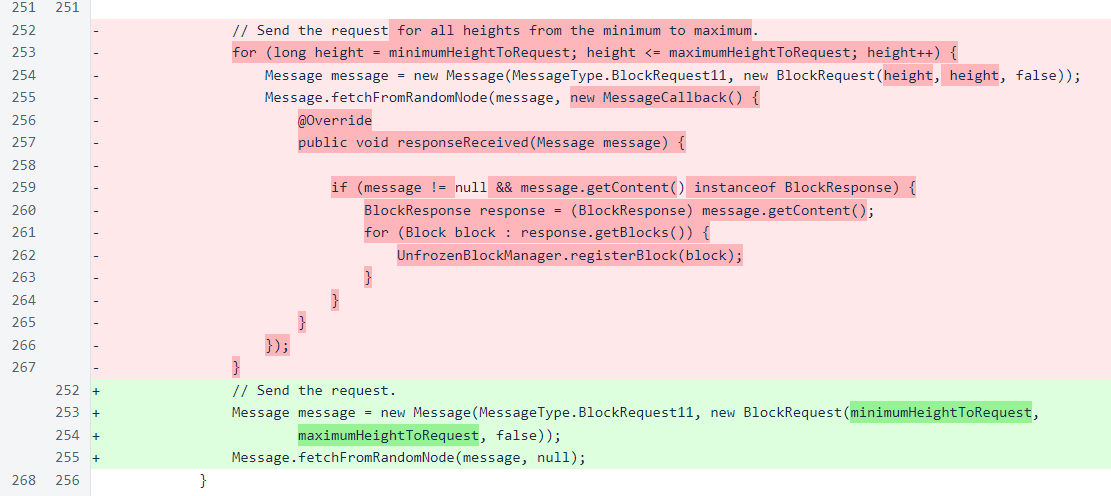 251 251
252 - // Send the request for all heights from the minimum to maximum.
253 - for (long height = minimumHeightToRequest; height <= maximumHeightToRequest; height++) {
254 - Message message = new Message(MessageType.BlockRequest11, new BlockRequest(height, height, false));
255 - Message.fetchFromRandomNode(message, new MessageCallback() {
256 - @Override
257 - public void responseReceived(Message message) {
258 -
259 - if (message != null && message.getContent() instanceof BlockResponse) {
260 - BlockResponse response = (BlockResponse) message.getContent();
261 - for (Block block : response.getBlocks()) {
262 - UnfrozenBlockManager.registerBlock(block);
263 - }
264 - }
265 - }
266 - });
267 - }
252 + // Send the request.
253 + Message message = new Message(MessageType.BlockRequest11, new BlockRequest(minimumHeightToRequest,
254 + maximumHeightToRequest, false));
255 + Message.fetchFromRandomNode(message, null);
268 256 }